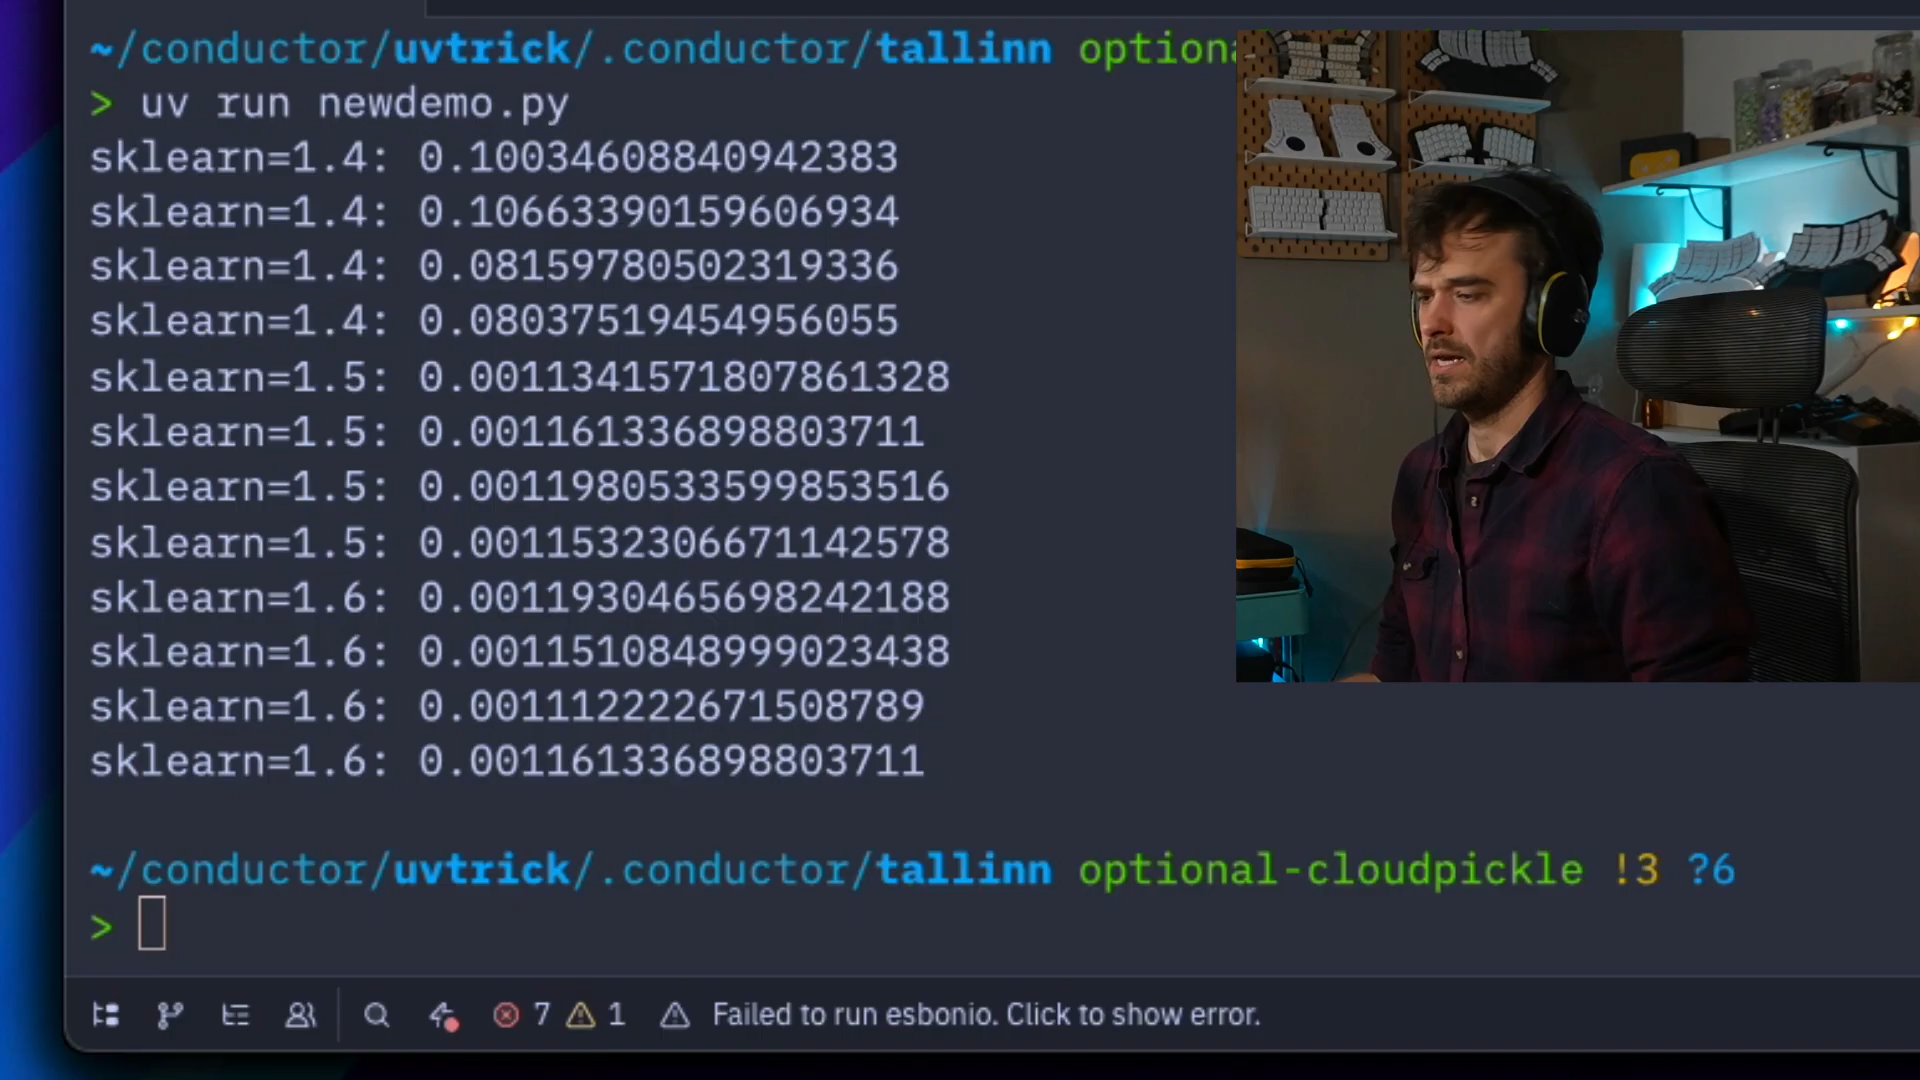 ~/conductor/uvtrick/.conductor/tallinn optiona
> uv run newdemo.py
sklearn=1.4: 0.10034608840942383
sklearn=1.4: 0.10663390159606934
sklearn=1.4: 0.08159780502319336
sklearn=1.4: 0.08037519454956055
sklearn=1.5: 0.0011341571807861328
sklearn=1.5: 0.001161336898803711
sklearn=1.5: 0.0011980533599853516
sklearn=1.5: 0.0011532306671142578
sklearn=1.6: 0.0011930465698242188
sklearn=1.6: 0.0011510848999023438
sklearn=1.6: 0.001112222671508789
sklearn=1.6: 0.001161336898803711
~/conductor/uvtrick/.conductor/tallinn optional-cloudpickle !3 ?6
>
7 1 Failed to run esbonio. Click to show error.